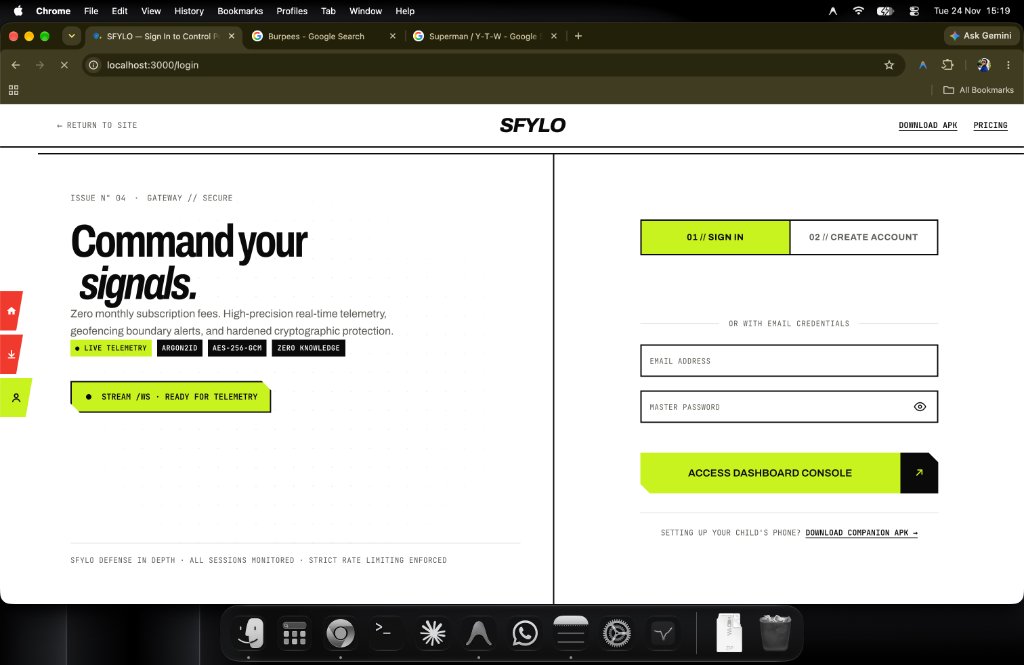 Chrome File Edit View History Bookmarks Profiles Tab Window Help Tue 24 Nov 15:19
SFYLO — Sign In to Control P
Burpees - Google Search
Superman / Y-T-W - Google
Ask Gemini
localhost:3000/login
All Bookmarks
← RETURN TO SITE
SFYLO
DOWNLOAD APK PRICING
ISSUE N° 04 · GATEWAY // SECURE
Command your
signals.
Zero monthly subscription fees. High-precision real-time telemetry,
geofencing boundary alerts, and hardened cryptographic protection.
LIVE TELEMETRY ARGON2ID AES-256-GCM ZERO KNOWLEDGE
STREAM /WS · READY FOR TELEMETRY
SFYLO DEFENSE IN DEPTH · ALL SESSIONS MONITORED · STRICT RATE LIMITING ENFORCED
01 // SIGN IN
02 // CREATE ACCOUNT
OR WITH EMAIL CREDENTIALS
EMAIL ADDRESS
MASTER PASSWORD
ACCESS DASHBOARD CONSOLE
SETTING UP YOUR CHILD'S PHONE? DOWNLOAD COMPANION APK →